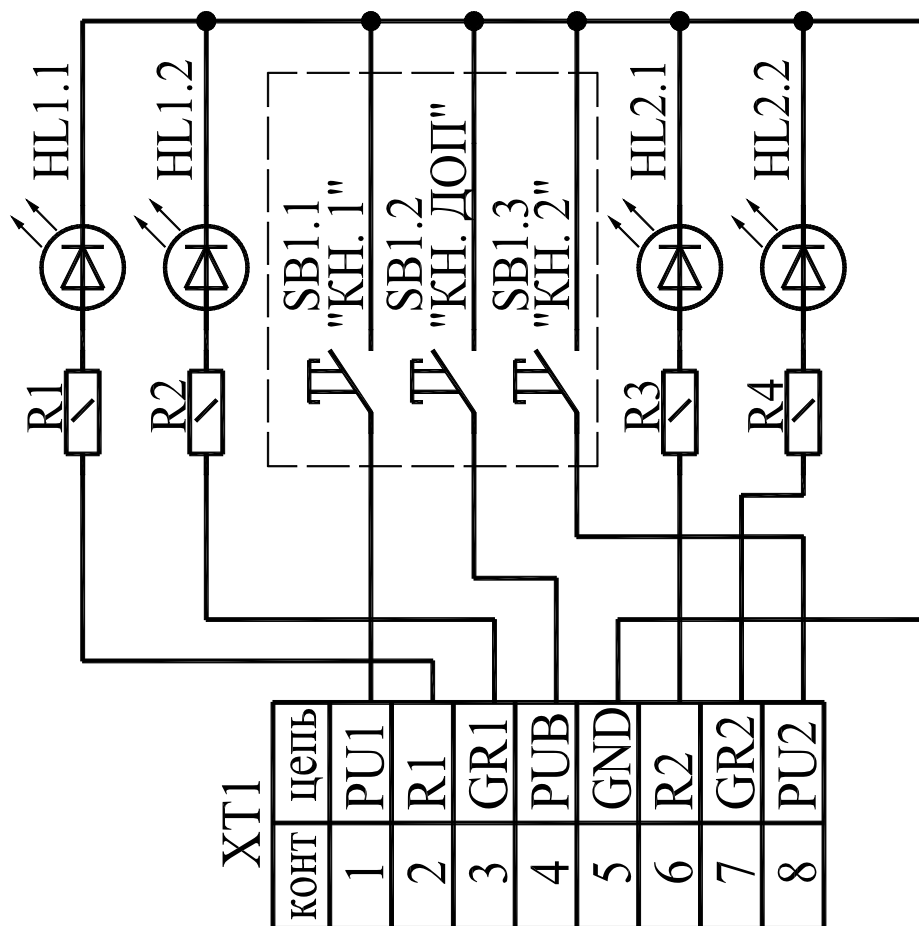 HL1.1
HL1.2
SB1.1
"КН. 1"
SB1.2
"КН. ДОП"
SB1.3
"КН. 2"
HL2.1
HL2.2
R1
R2
R3
R4
XT1
конт цепь
1 PU1
2 R1
3 GR1
4 PUB
5 GND
6 R2
7 GR2
8 PU2